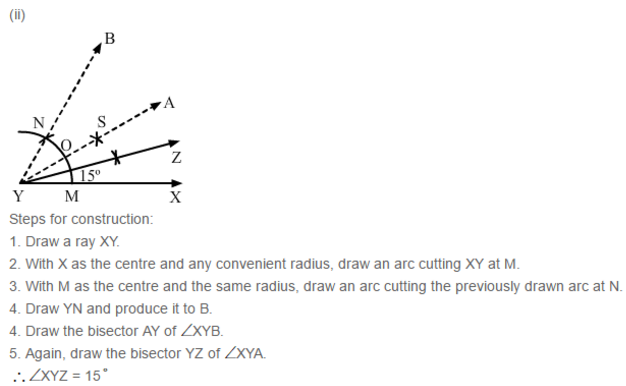 (ii)
B
A
N
S
O
Z
15°
Y
M
X
Steps for construction:
1. Draw a ray XY.
2. With X as the centre and any convenient radius, draw an arc cutting XY at M.
3. With M as the centre and the same radius, draw an arc cutting the previously drawn arc at N.
4. Draw YN and produce it to B.
4. Draw the bisector AY of ∠XYB.
5. Again, draw the bisector YZ of ∠XYA.
∴ ∠XYZ = 15°